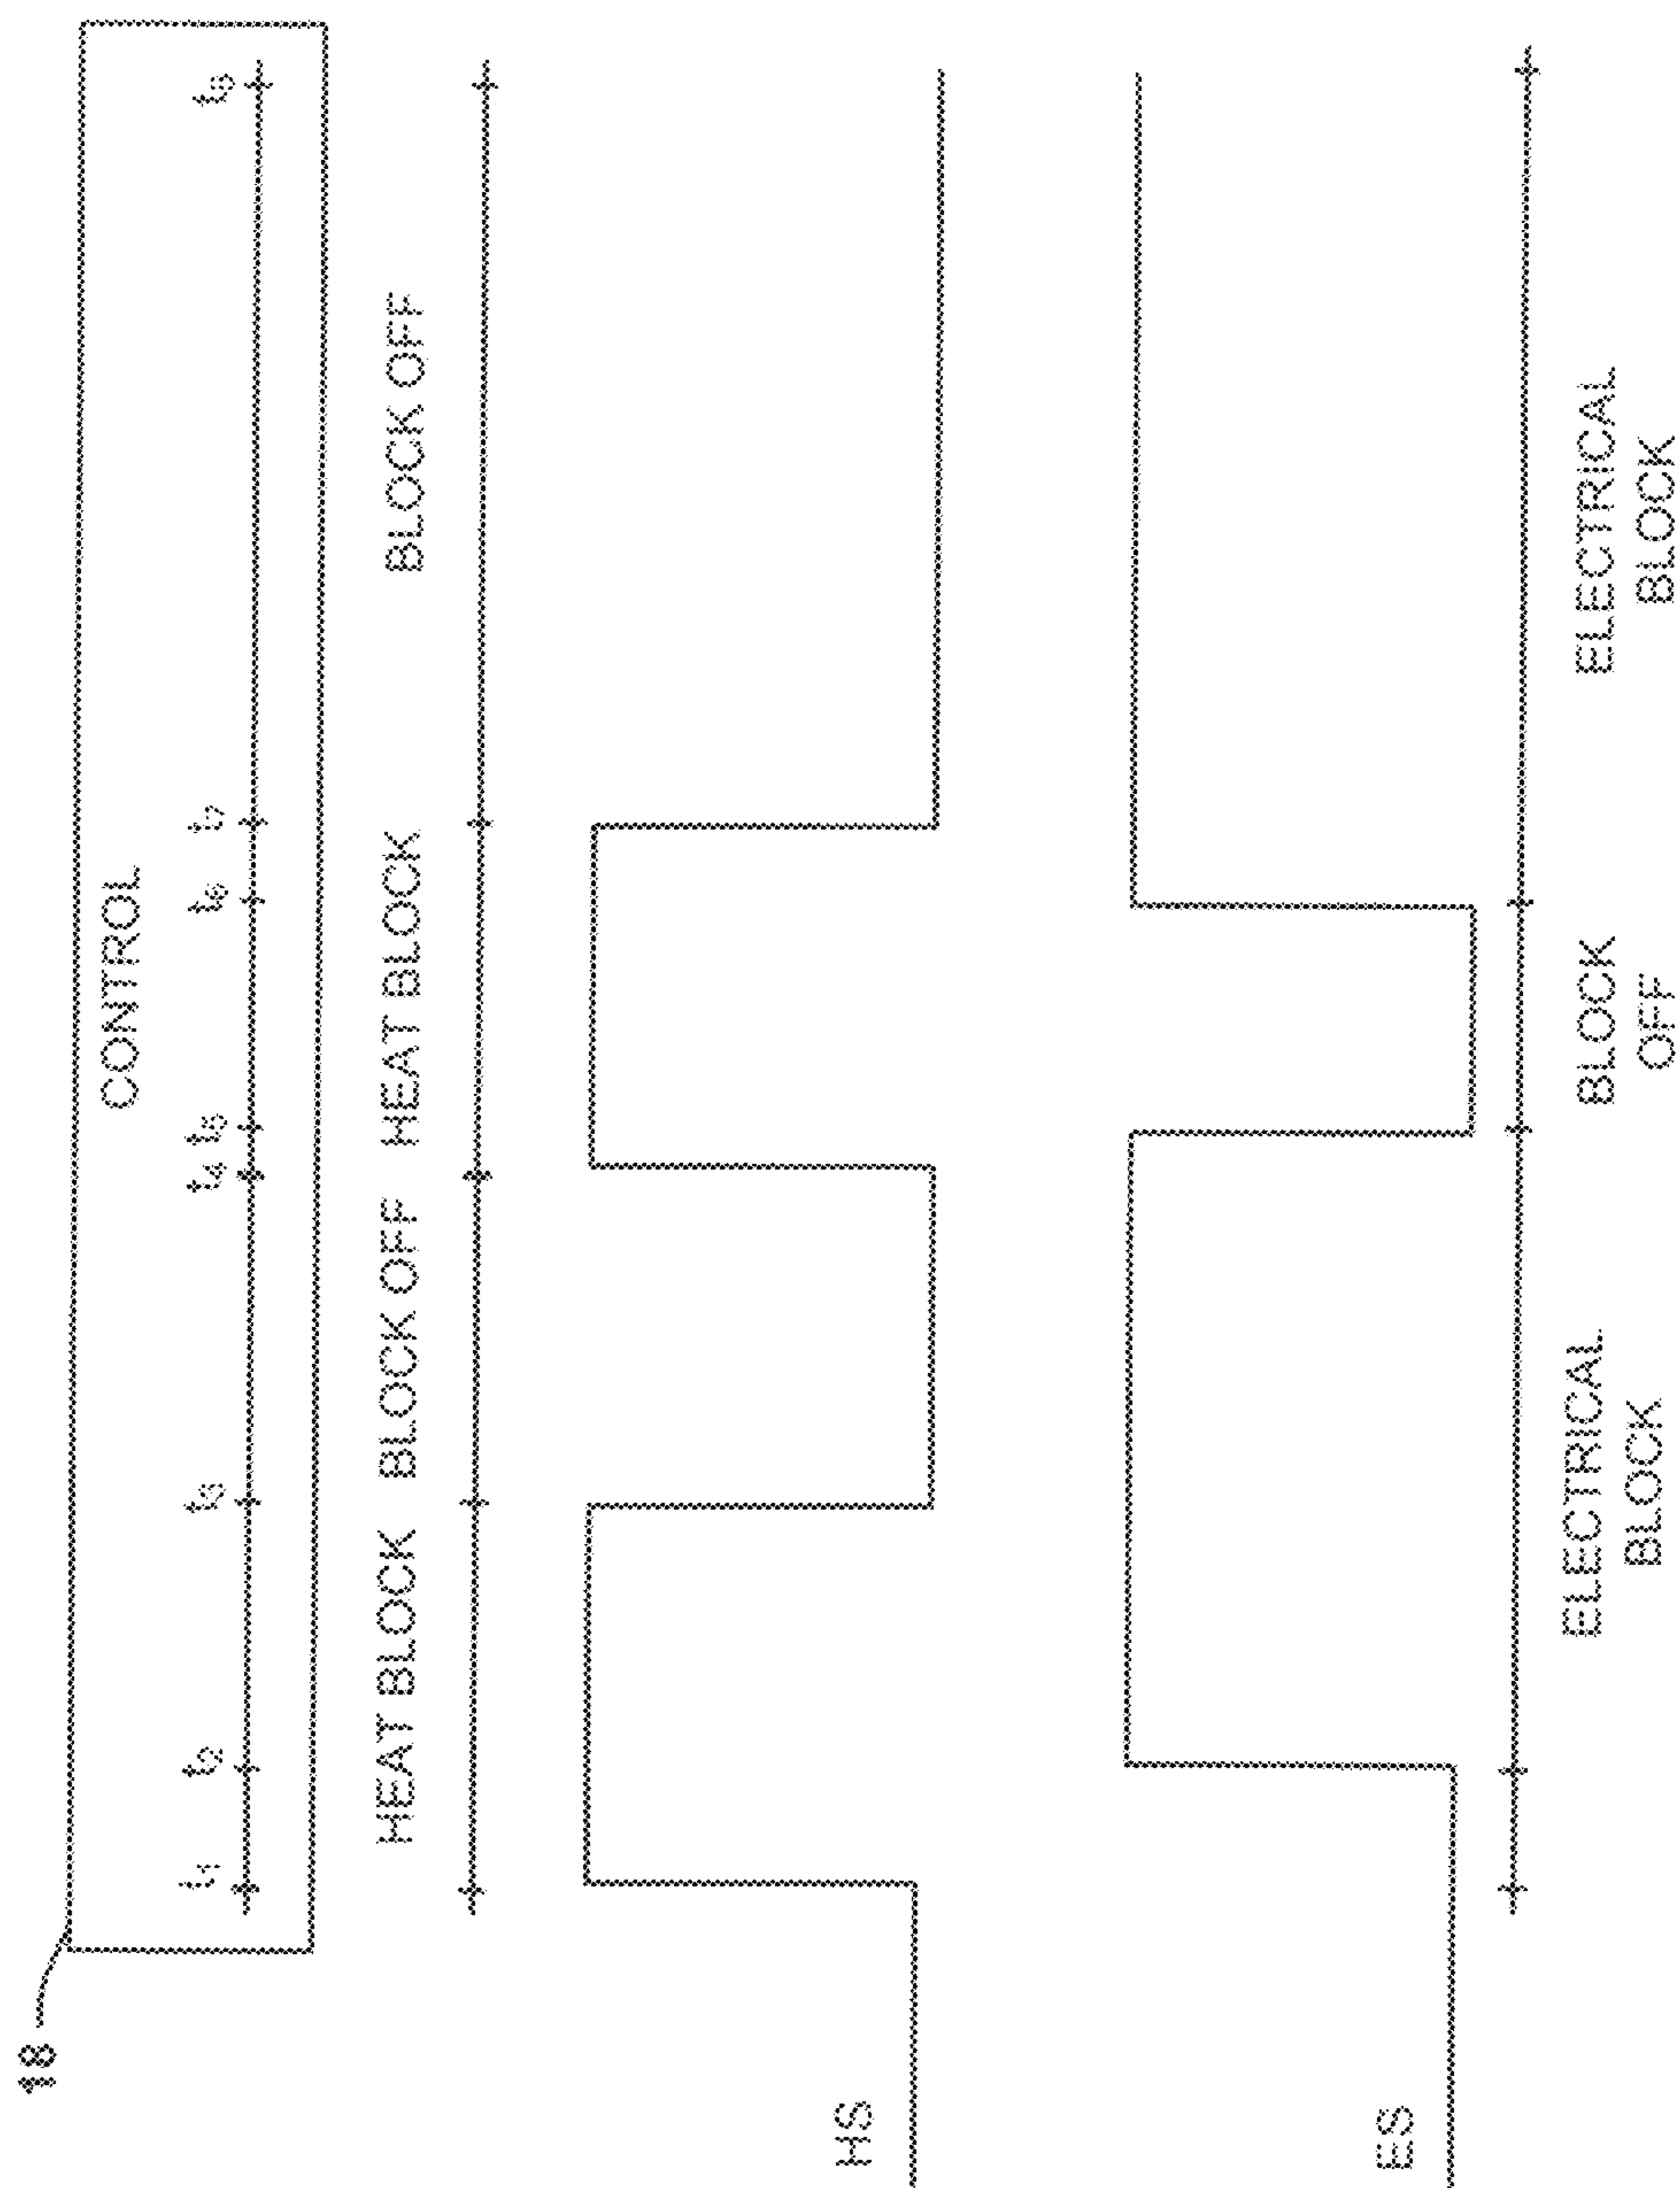 18
CONTROL
t1 t2 t3 t4 t5 t6 t7
HEAT BLOCK BLOCK OFF HEAT BLOCK BLOCK OFF
HS
ES
ELECTRICAL
BLOCK
BLOCK
OFF
ELECTRICAL
BLOCK